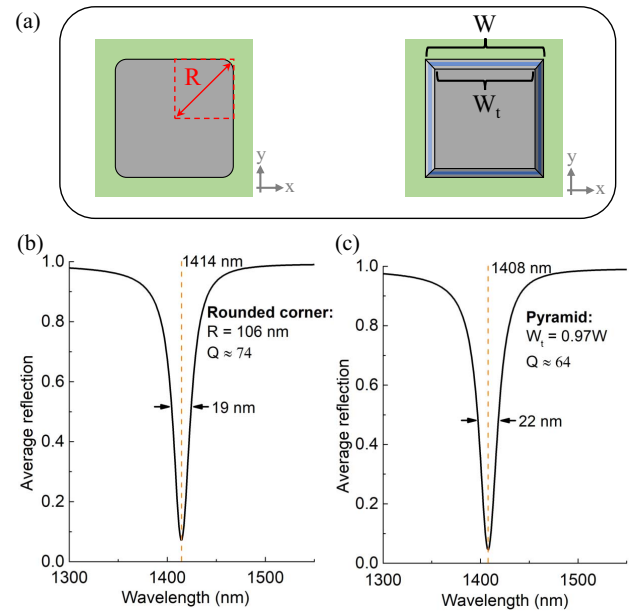 (a)
R
y
x
W
Wt
y
x
(b)
1414 nm
1.0
0.8
0.6
0.4
0.2
0.0
Average reflection
Rounded corner:
R = 106 nm
Q ≈ 74
19 nm
1300
1400
1500
Wavelength (nm)
(c)
1408 nm
1.0
0.8
0.6
0.4
0.2
0.0
Average reflection
Pyramid:
Wt = 0.97W
Q ≈ 64
22 nm
1300
1400
1500
Wavelength (nm)